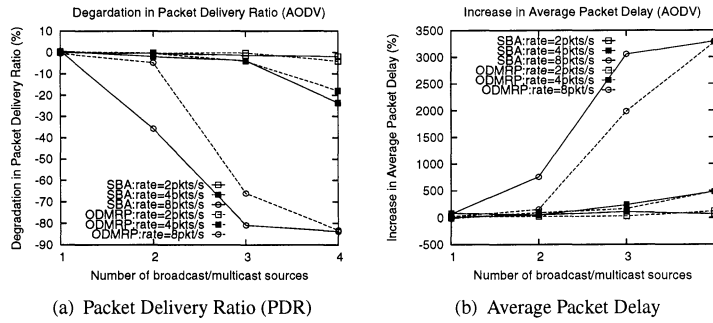 Degardation in Packet Delivery Ratio (AODV)
Degradation in Packet Delivery Ratio (%)
10
0
-10
-20
-30
-40
-50
-60
-70
-80
-90
SBA:rate=2pkts/s
SBA:rate=4pkts/s
SBA:rate=8pkts/s
ODMRP:rate=2pkts/s
ODMRP:rate=4pkts/s
ODMRP:rate=8pkt/s
1 2 3 4
Number of broadcast/multicast sources
(a) Packet Delivery Ratio (PDR)
Increase in Average Packet Delay (AODV)
Increase in Average Packet Delay (%)
3500
3000
2500
2000
1500
1000
500
0
-500
SBA:rate=2pkts/s
SBA:rate=4pkts/s
SBA:rate=8pkts/s
ODMRP:rate=2pkts/s
ODMRP:rate=4pkts/s
ODMRP:rate=8pkt/s
1 2 3
Number of broadcast/multicast sources
(b) Average Packet Delay